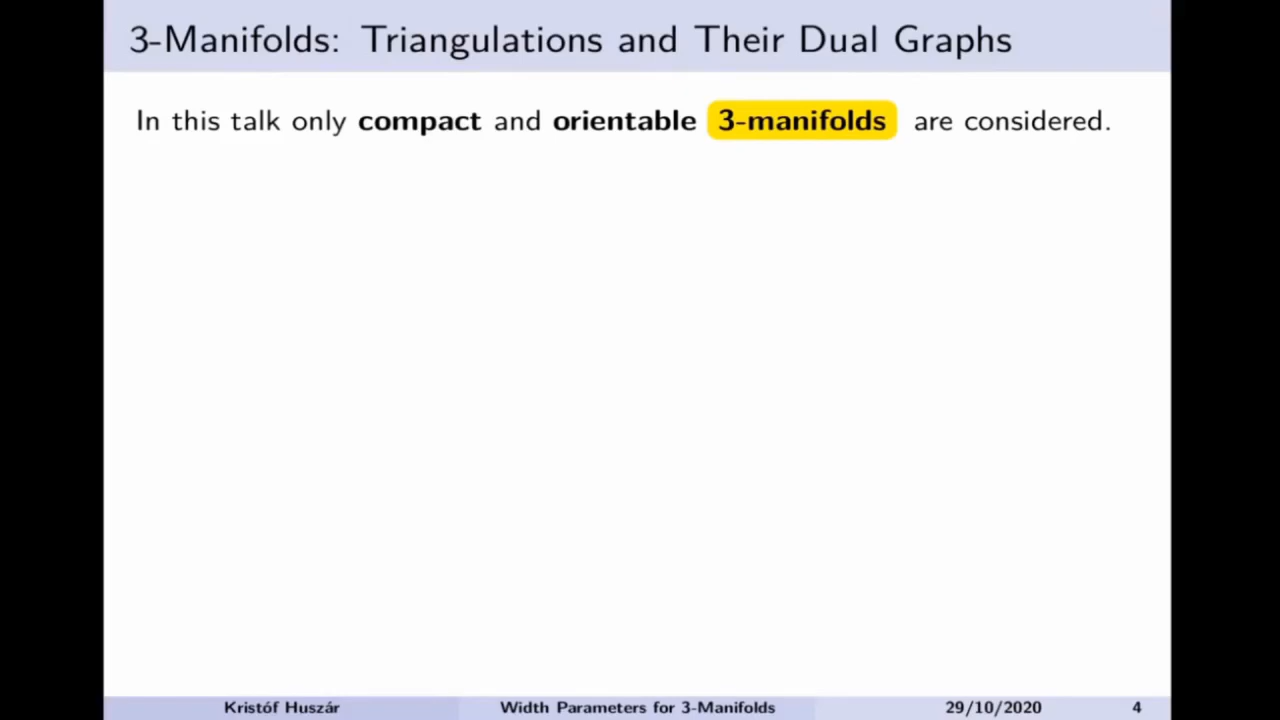 3-Manifolds: Triangulations and Their Dual Graphs
In this talk only compact and orientable 3-manifolds are considered.
Kristóf Huszár Width Parameters for 3-Manifolds 29/10/2020 4